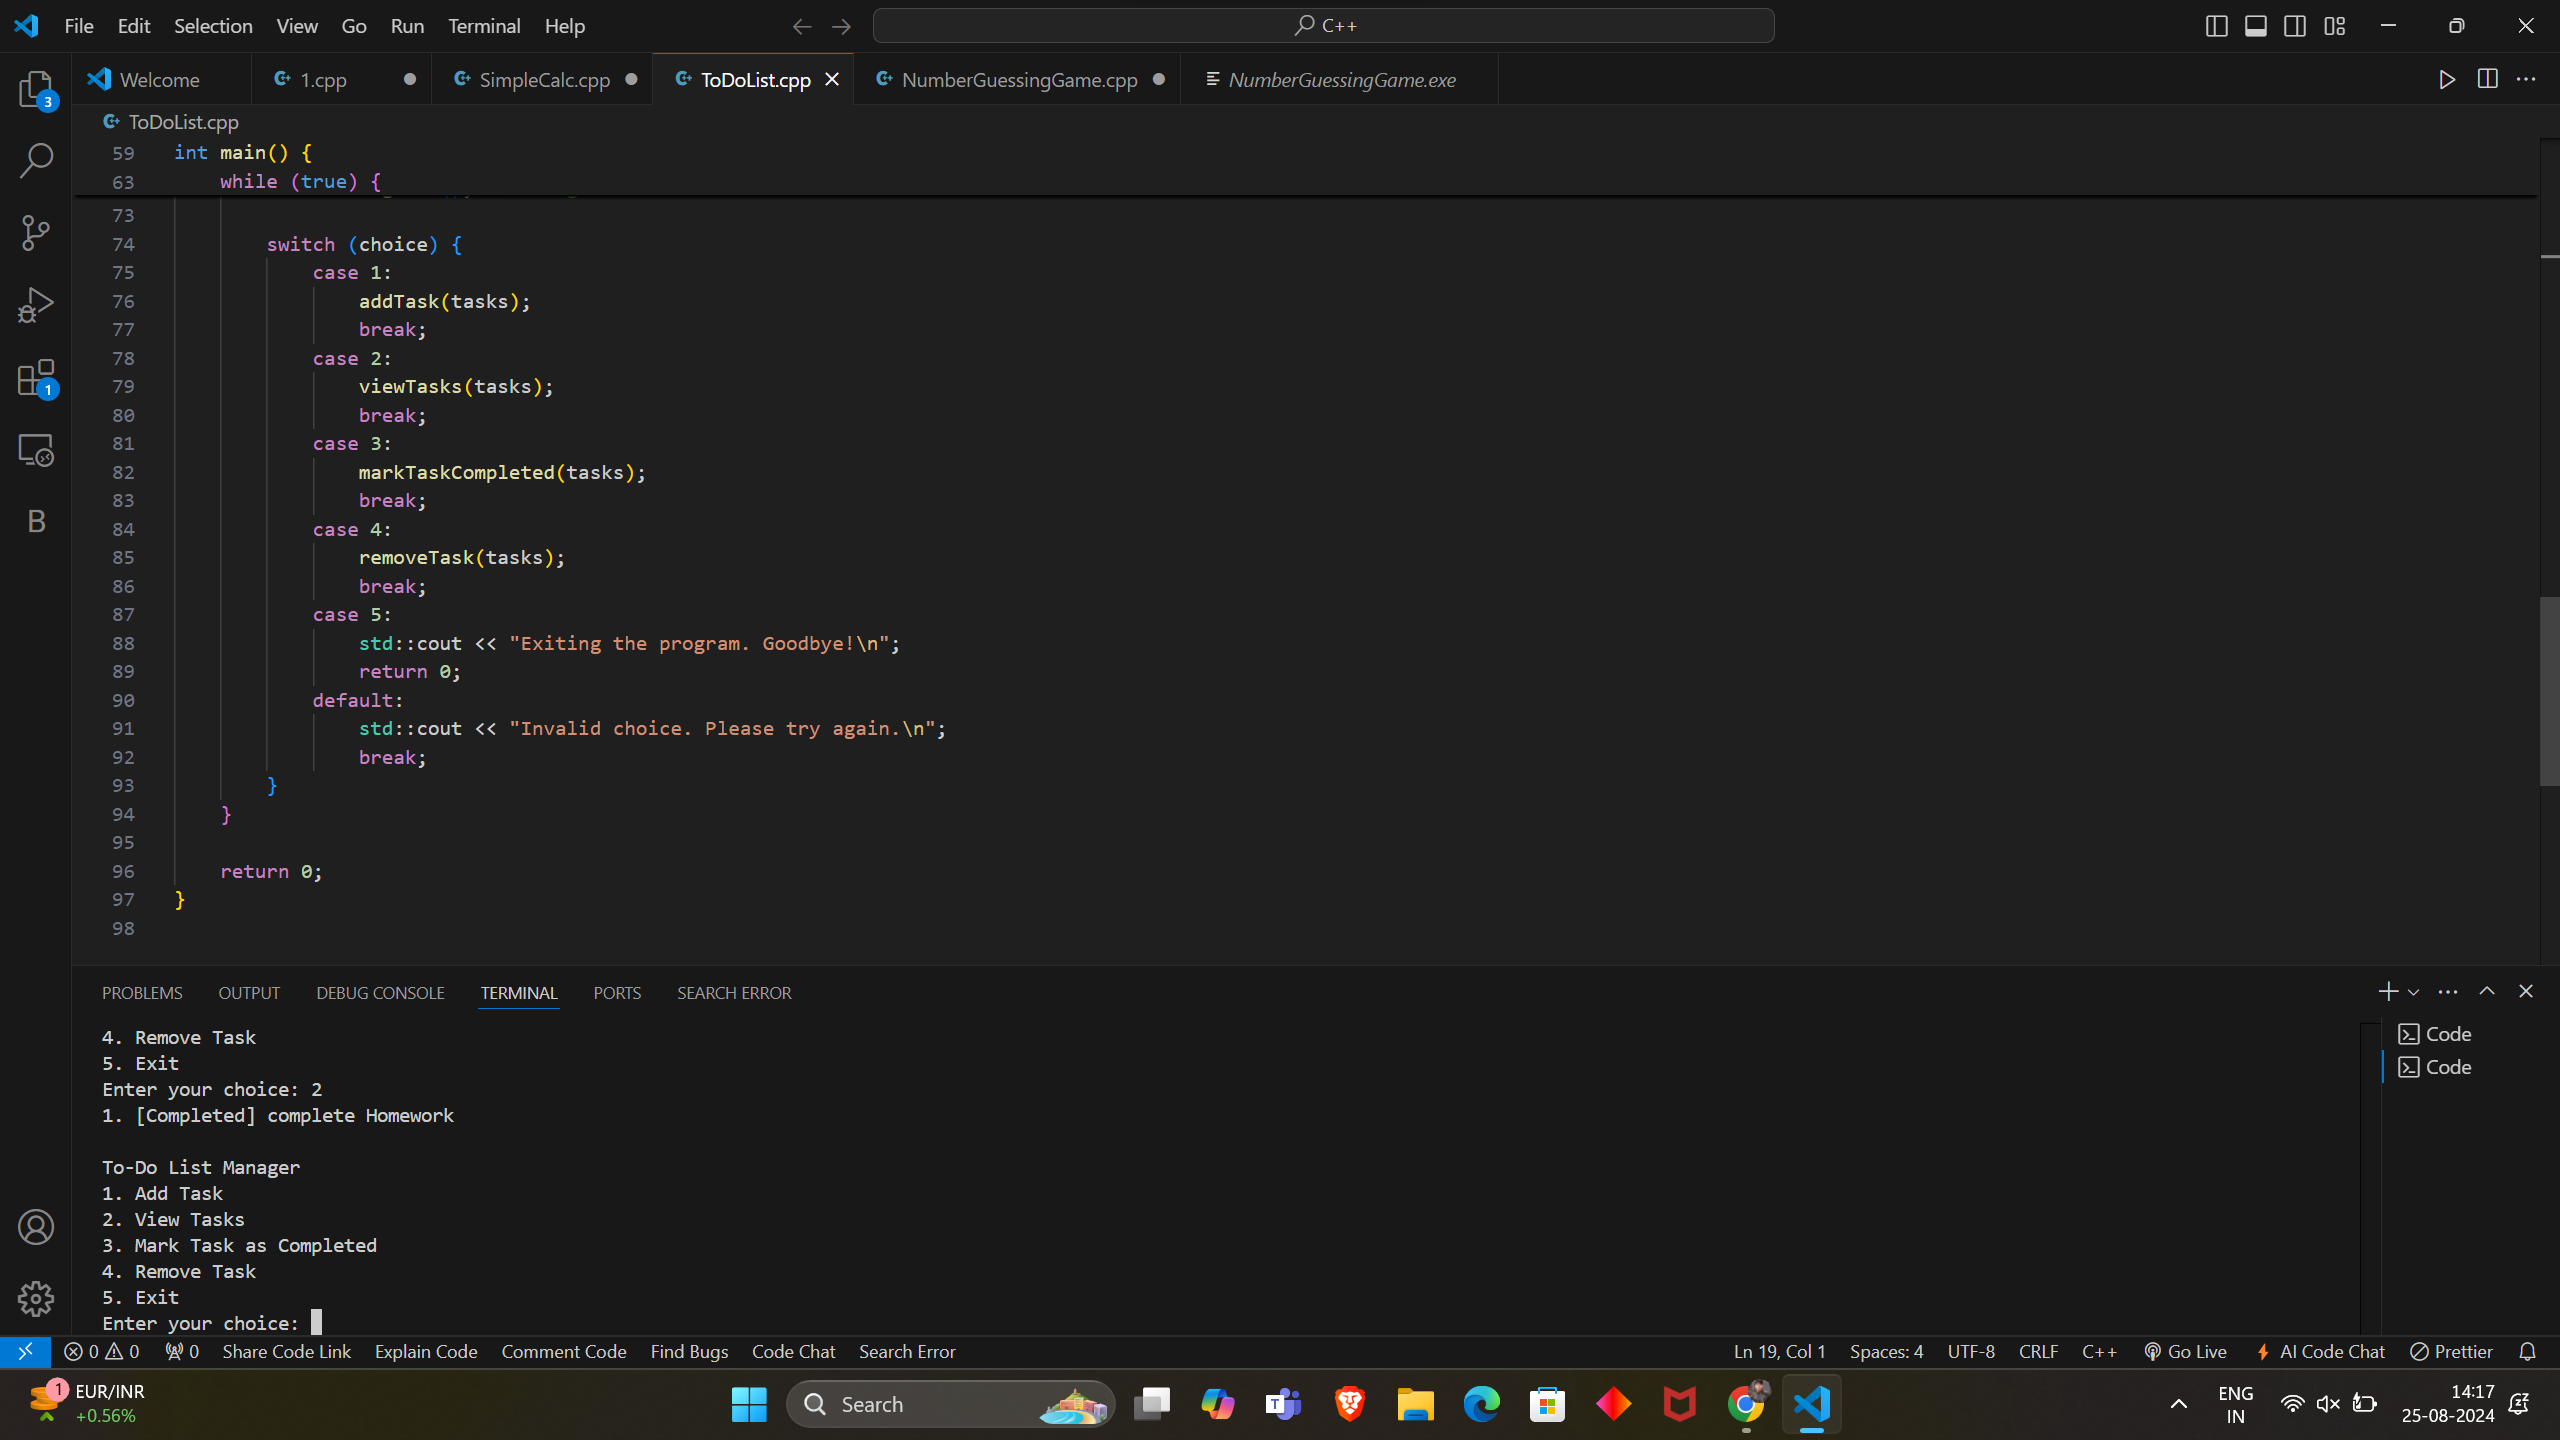 File Edit Selection View Go Run Terminal Help
C++
Welcome 1.cpp SimpleCalc.cpp ToDoList.cpp NumberGuessingGame.cpp NumberGuessingGame.exe
ToDoList.cpp
59 int main() {
63 while (true) {
73
74 switch (choice) {
75 case 1:
76 addTask(tasks);
77 break;
78 case 2:
79 viewTasks(tasks);
80 break;
81 case 3:
82 markTaskCompleted(tasks);
83 break;
84 case 4:
85 removeTask(tasks);
86 break;
87 case 5:
88 std::cout << "Exiting the program. Goodbye!\n";
89 return 0;
90 default:
91 std::cout << "Invalid choice. Please try again.\n";
92 break;
93 }
94 }
95
96 return 0;
97 }
98
3
1
B
PROBLEMS OUTPUT DEBUG CONSOLE TERMINAL PORTS SEARCH ERROR
4. Remove Task
5. Exit
Enter your choice: 2
1. [Completed] complete Homework
To-Do List Manager
1. Add Task
2. View Tasks
3. Mark Task as Completed
4. Remove Task
5. Exit
Enter your choice:
Code
Code
0 0 0 Share Code Link Explain Code Comment Code Find Bugs Code Chat Search Error Ln 19, Col 1 Spaces: 4 UTF-8 CRLF C++ Go Live AI Code Chat Prettier
1 EUR/INR
+0.56%
Search
ENG
IN
14:17
25-08-2024